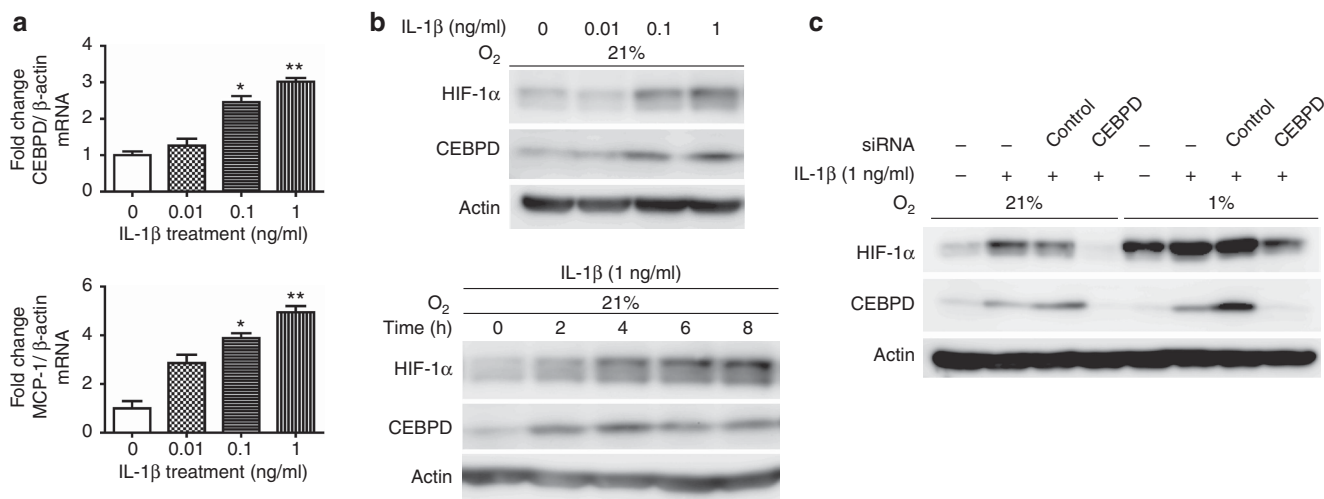 a
Fold change
CEBPD/ β-actin
mRNA
4
3
2
1
0
*
**
0 0.01 0.1 1
IL-1β treatment (ng/ml)
Fold change
MCP-1/ β-actin
mRNA
6
4
2
0
*
**
0 0.01 0.1 1
IL-1β treatment (ng/ml)
b
IL-1β (ng/ml) 0 0.01 0.1 1
O2 21%
HIF-1α
CEBPD
Actin
IL-1β (1 ng/ml)
O2 21%
Time (h) 0 2 4 6 8
HIF-1α
CEBPD
Actin
c
siRNA – – Control CEBPD – – Control CEBPD
IL-1β (1 ng/ml) – + + + – + + +
O2 21% 1%
HIF-1α
CEBPD
Actin